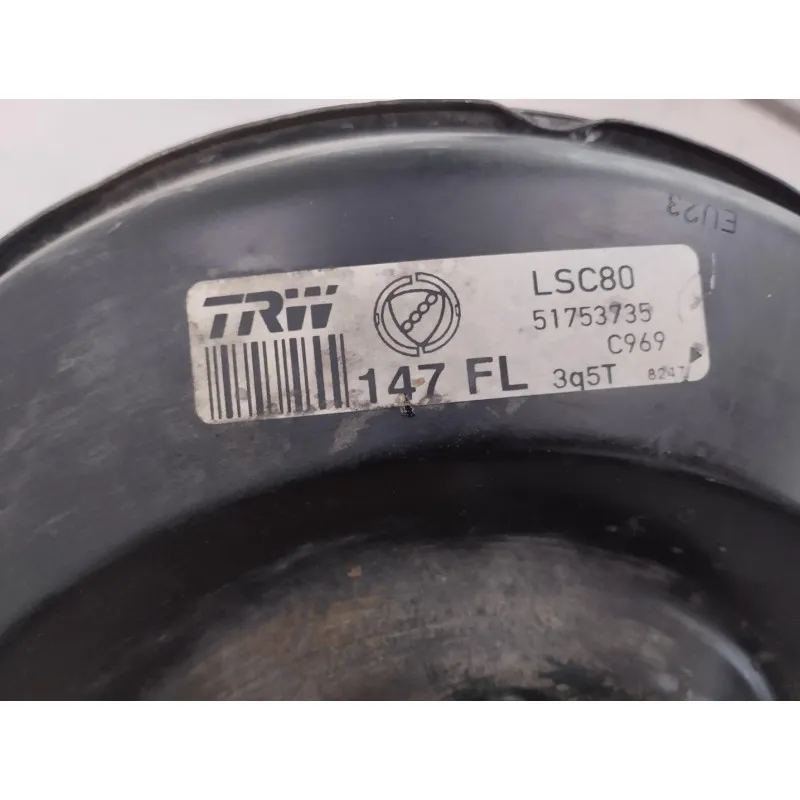 EU23
TRW
LSC80
51753735
C969
147 FL 3q5T 8247